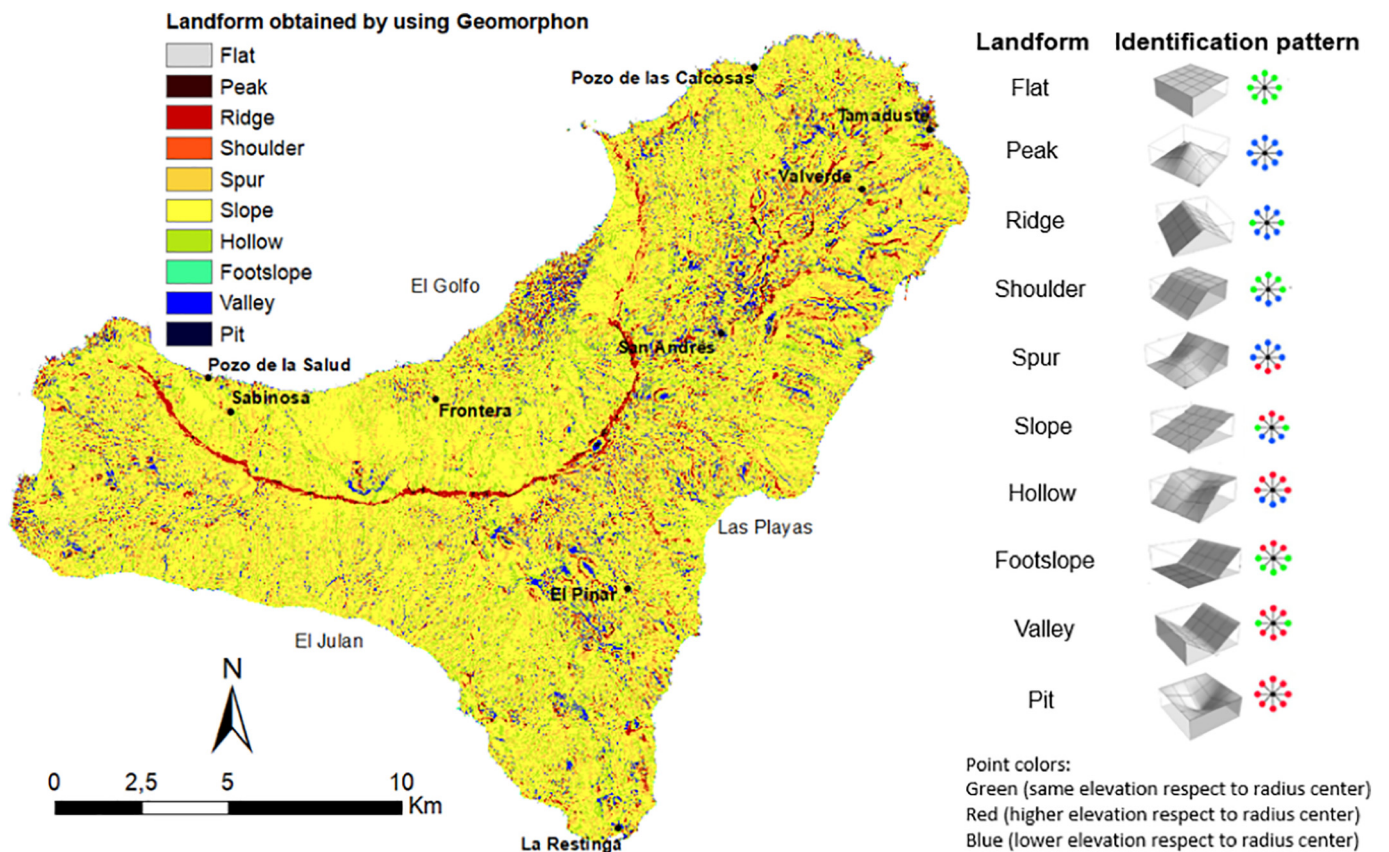 Landform obtained by using Geomorphon
Flat
Peak
Ridge
Shoulder
Spur
Slope
Hollow
Footslope
Valley
Pit
Pozo de las Calcosas
Tamaduste
Valverde
El Golfo
San Andrés
Pozo de la Salud
Sabinosa
Frontera
Las Playas
El Pinar
El Julan
N
0 2,5 5 10
Km
La Restinga
Landform Identification pattern
Flat
Peak
Ridge
Shoulder
Spur
Slope
Hollow
Footslope
Valley
Pit
Point colors:
Green (same elevation respect to radius center)
Red (higher elevation respect to radius center)
Blue (lower elevation respect to radius center)